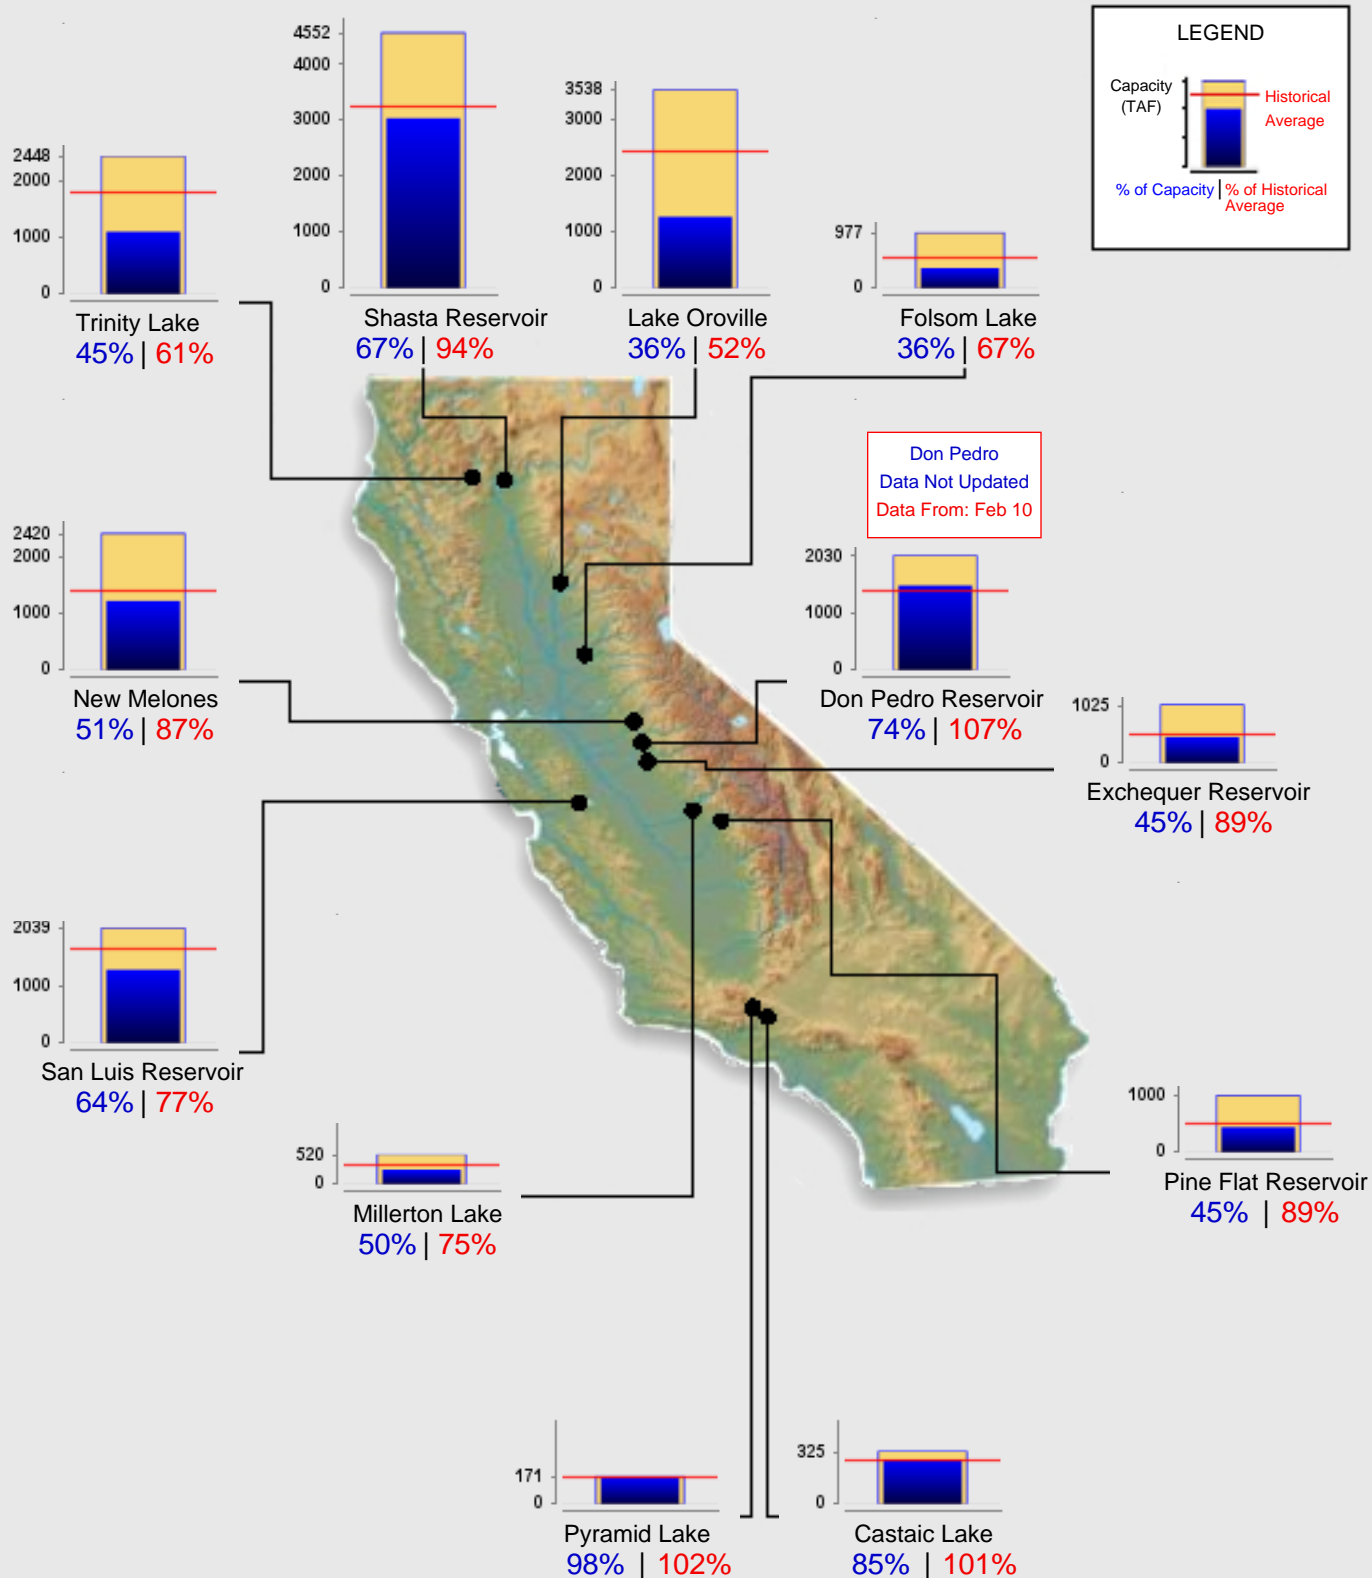 LEGEND
Capacity
(TAF)
Historical
Average
% of Capacity | % of Historical
Average
2448
2000
1000
0
Trinity Lake
45% | 61%
4552
4000
3000
2000
1000
0
Shasta Reservoir
67% | 94%
3538
3000
2000
1000
0
Lake Oroville
36% | 52%
977
0
Folsom Lake
36% | 67%
Don Pedro
Data Not Updated
Data From: Feb 10
2420
2000
1000
0
New Melones
51% | 87%
2030
1000
0
Don Pedro Reservoir
74% | 107%
1025
0
Exchequer Reservoir
45% | 89%
2039
1000
0
San Luis Reservoir
64% | 77%
520
0
Millerton Lake
50% | 75%
1000
0
Pine Flat Reservoir
45% | 89%
171
0
Pyramid Lake
98% | 102%
325
0
Castaic Lake
85% | 101%